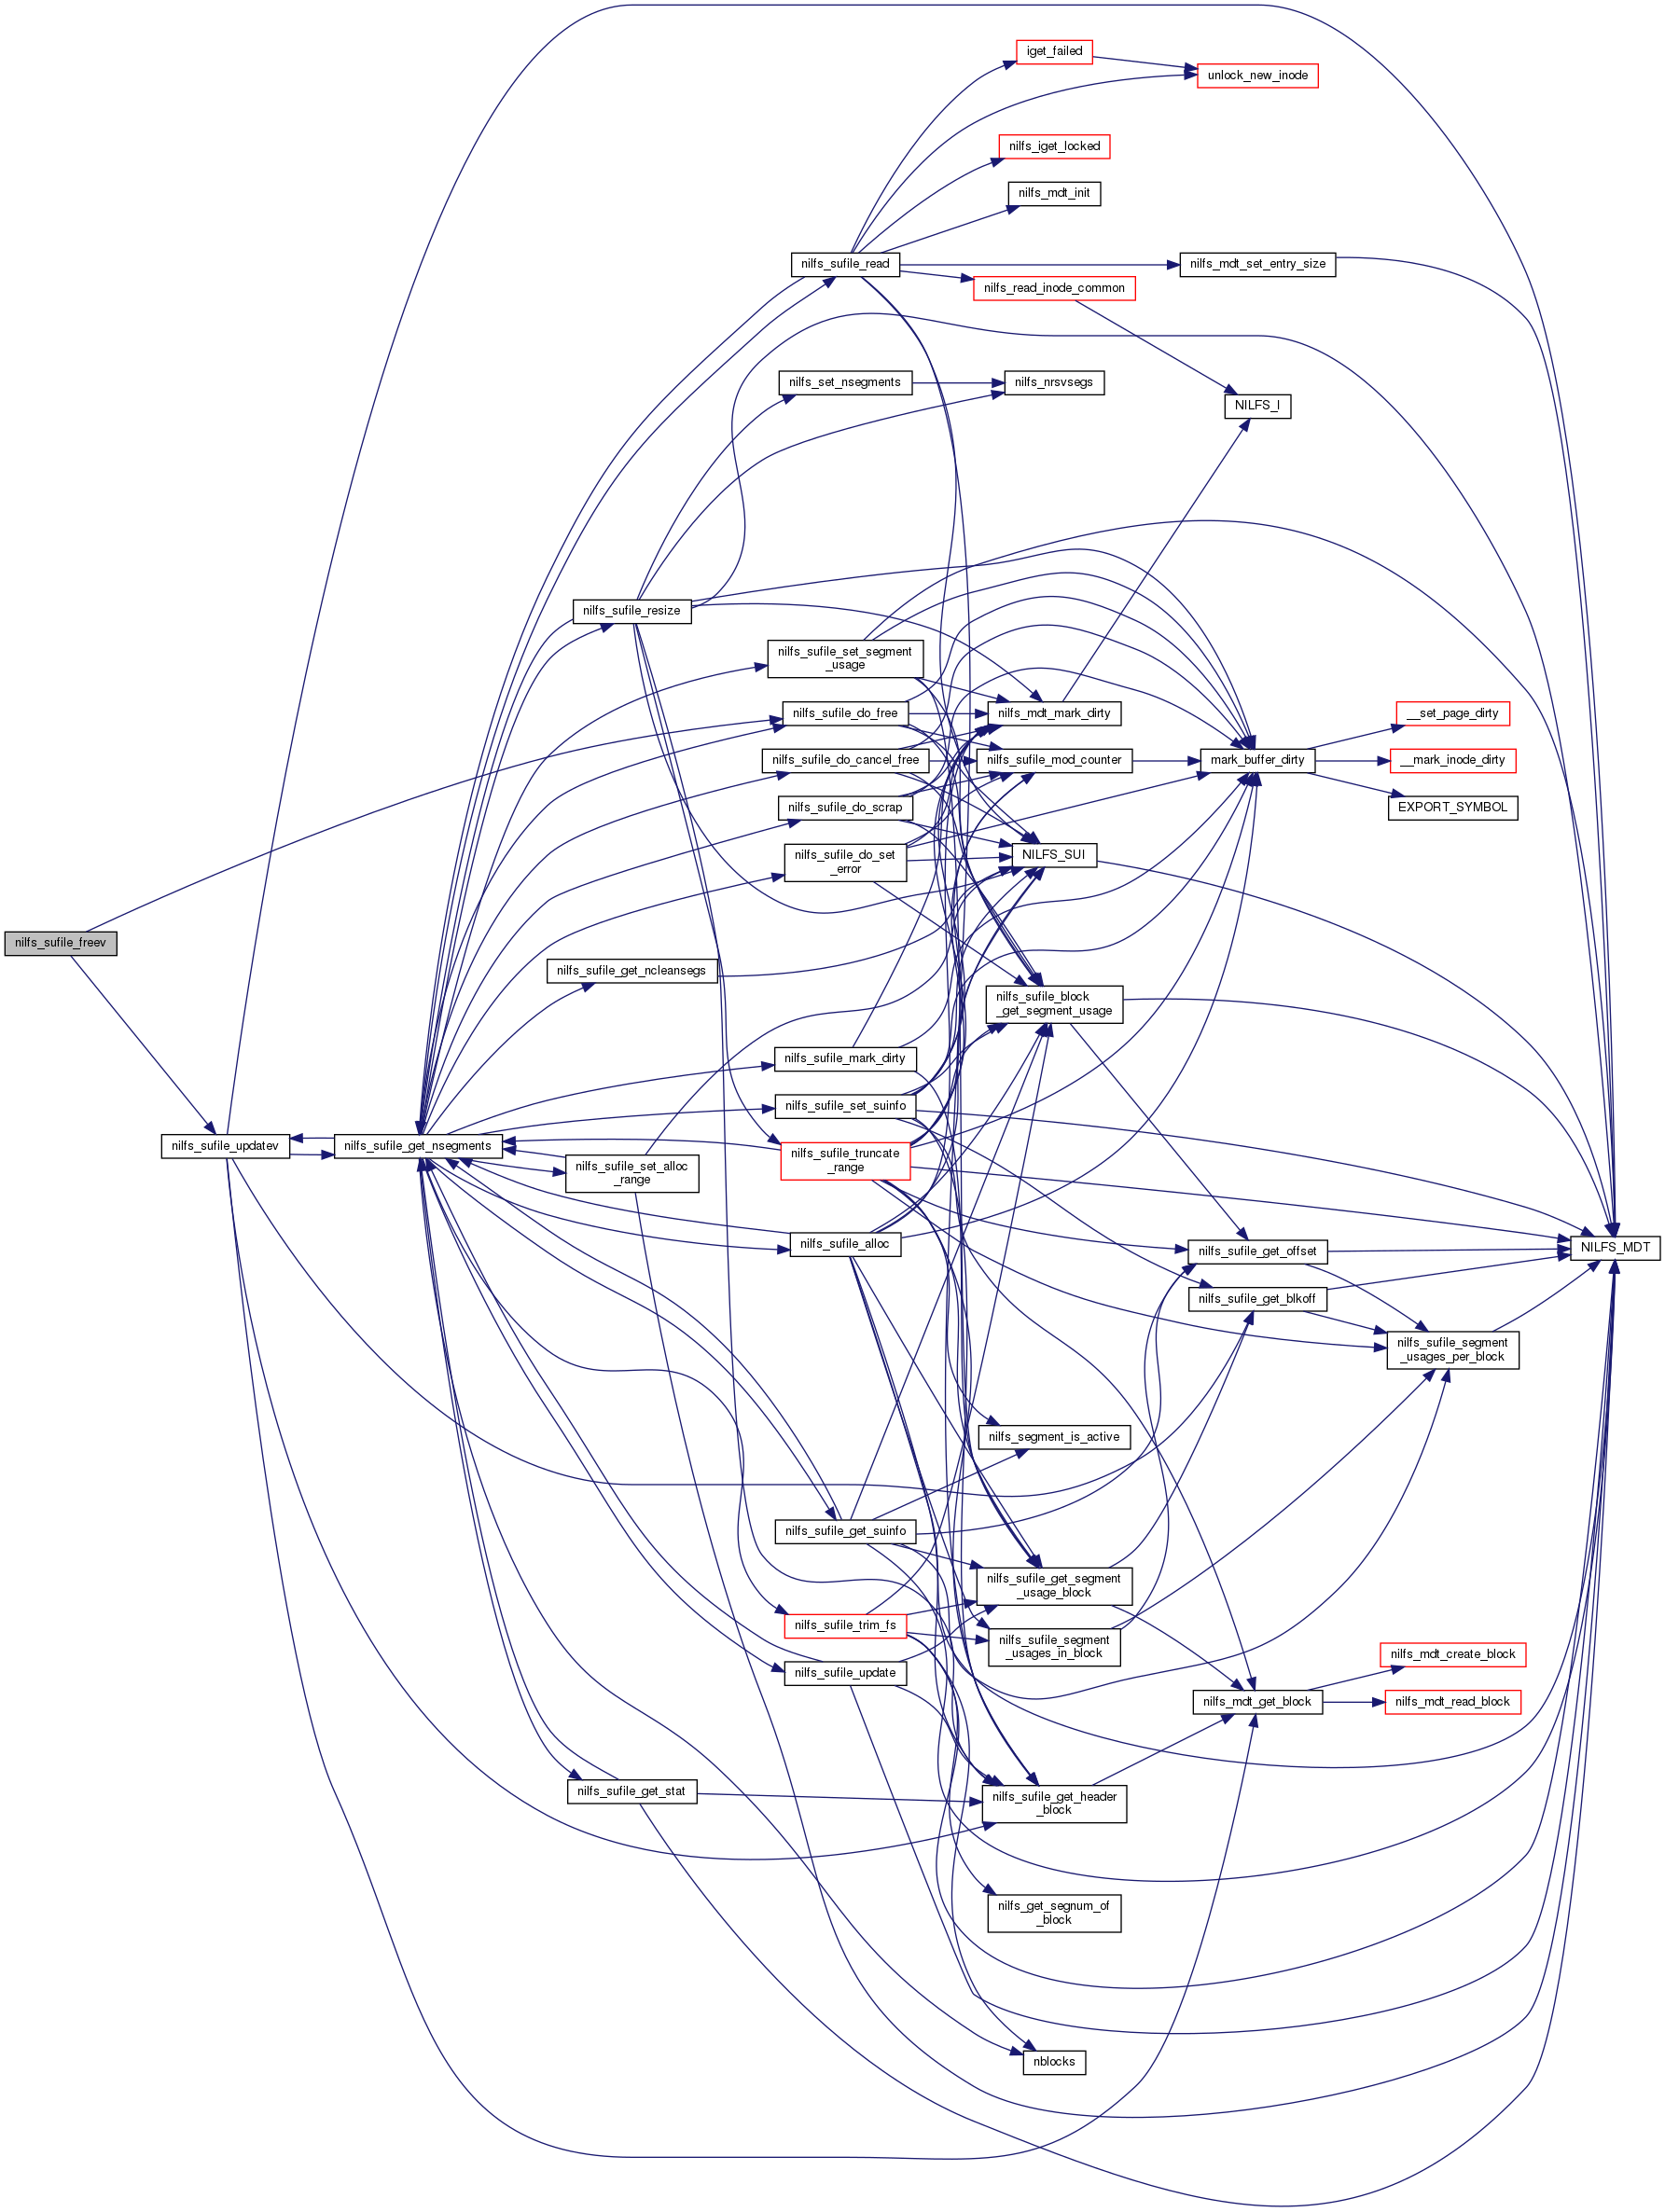 iget_failed
unlock_new_inode
nilfs_iget_locked
nilfs_mdt_init
nilfs_sufile_read
nilfs_mdt_set_entry_size
nilfs_read_inode_common
nilfs_set_nsegments
nilfs_nrsvsegs
NILFS_I
nilfs_sufile_resize
nilfs_sufile_set_segment
_usage
nilfs_sufile_do_free
nilfs_mdt_mark_dirty
__set_page_dirty
nilfs_sufile_do_cancel_free
nilfs_sufile_mod_counter
mark_buffer_dirty
__mark_inode_dirty
nilfs_sufile_do_scrap
EXPORT_SYMBOL
nilfs_sufile_do_set
_error
NILFS_SUI
nilfs_sufile_freev
nilfs_sufile_get_ncleansegs
nilfs_sufile_block
_get_segment_usage
nilfs_sufile_mark_dirty
nilfs_sufile_set_suinfo
nilfs_sufile_updatev
nilfs_sufile_get_nsegments
nilfs_sufile_truncate
_range
nilfs_sufile_set_alloc
_range
nilfs_sufile_alloc
nilfs_sufile_get_offset
NILFS_MDT
nilfs_sufile_get_blkoff
nilfs_sufile_segment
_usages_per_block
nilfs_segment_is_active
nilfs_sufile_get_suinfo
nilfs_sufile_get_segment
_usage_block
nilfs_sufile_trim_fs
nilfs_sufile_segment
_usages_in_block
nilfs_mdt_create_block
nilfs_sufile_update
nilfs_mdt_get_block
nilfs_mdt_read_block
nilfs_sufile_get_stat
nilfs_sufile_get_header
_block
nilfs_get_segnum_of
_block
nblocks